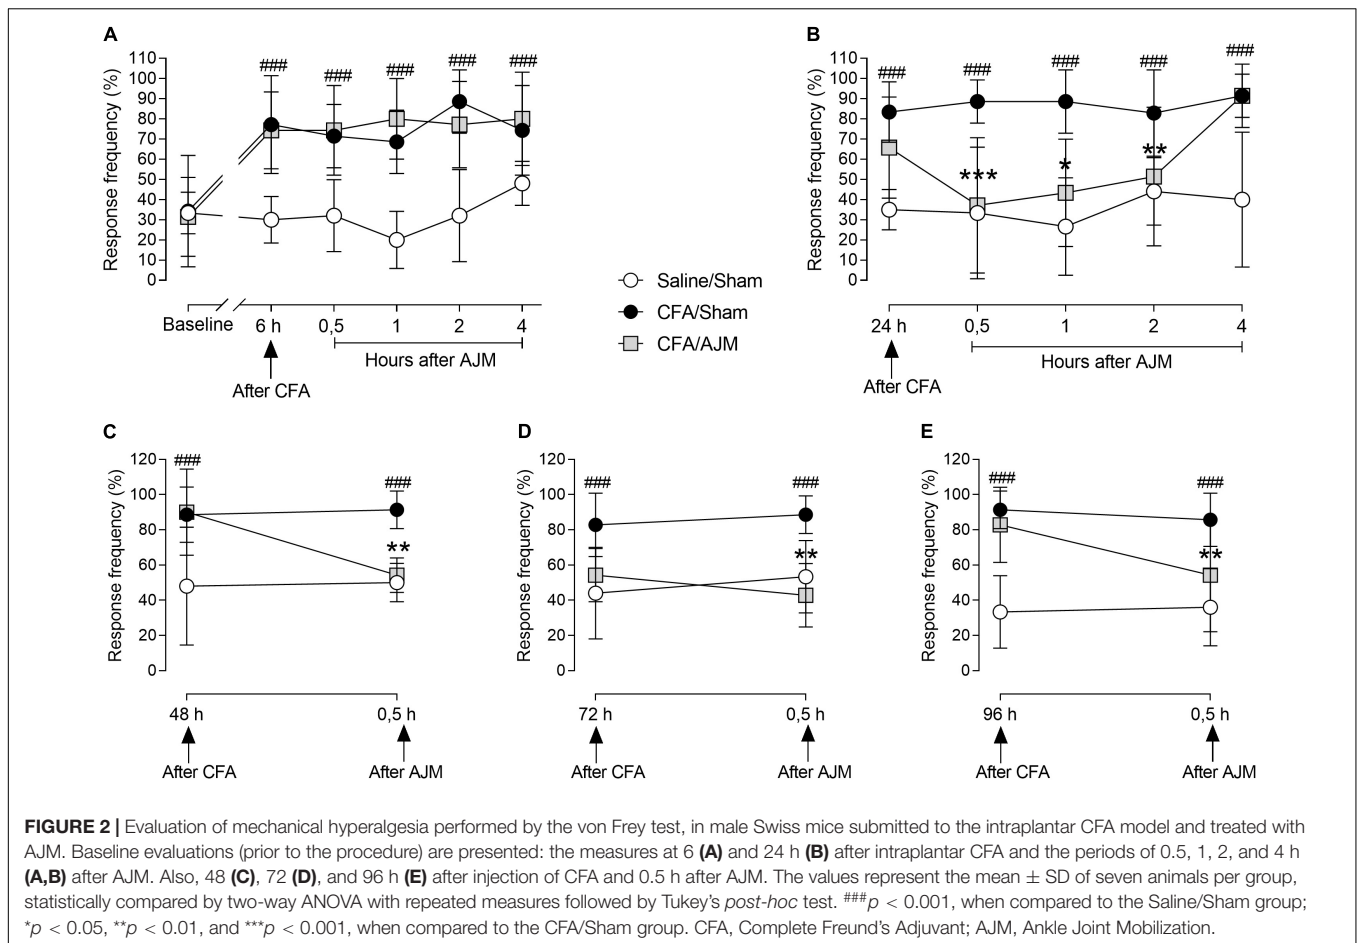 A
###
###
###
###
###
Response frequency (%)
110
100
90
80
70
60
50
40
30
20
10
0
Baseline 6 h 0,5 1 2 4
Hours after AJM
After CFA
Saline/Sham
CFA/Sham
CFA/AJM
B
###
###
###
###
###
Response frequency (%)
110
100
90
80
70
60
50
40
30
20
10
0
***
*
**
24 h 0,5 1 2 4
Hours after AJM
After CFA
C
###
###
Response frequency (%)
120
100
80
60
40
20
0
**
48 h 0,5 h
After CFA After AJM
D
###
###
Response frequency (%)
120
100
80
60
40
20
0
**
72 h 0,5 h
After CFA After AJM
E
###
###
Response frequency (%)
120
100
80
60
40
20
0
**
96 h 0,5 h
After CFA After AJM
FIGURE 2 | Evaluation of mechanical hyperalgesia performed by the von Frey test, in male Swiss mice submitted to the intraplantar CFA model and treated with
AJM. Baseline evaluations (prior to the procedure) are presented: the measures at 6 (A) and 24 h (B) after intraplantar CFA and the periods of 0.5, 1, 2, and 4 h
(A,B) after AJM. Also, 48 (C), 72 (D), and 96 h (E) after injection of CFA and 0.5 h after AJM. The values represent the mean ± SD of seven animals per group,
statistically compared by two-way ANOVA with repeated measures followed by Tukey's post-hoc test. ###p < 0.001, when compared to the Saline/Sham group;
*p < 0.05, **p < 0.01, and ***p < 0.001, when compared to the CFA/Sham group. CFA, Complete Freund's Adjuvant; AJM, Ankle Joint Mobilization.